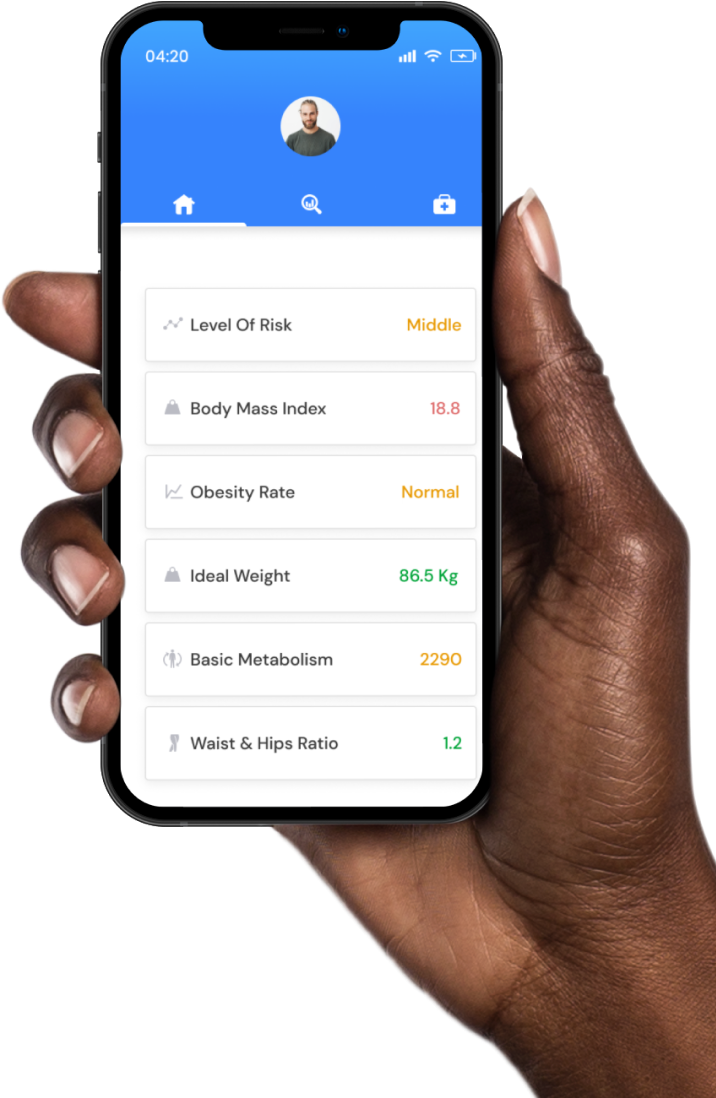 04:20
Level Of Risk Middle
Body Mass Index 18.8
Obesity Rate Normal
Ideal Weight 86.5 Kg
Basic Metabolism 2290
Waist & Hips Ratio 1.2